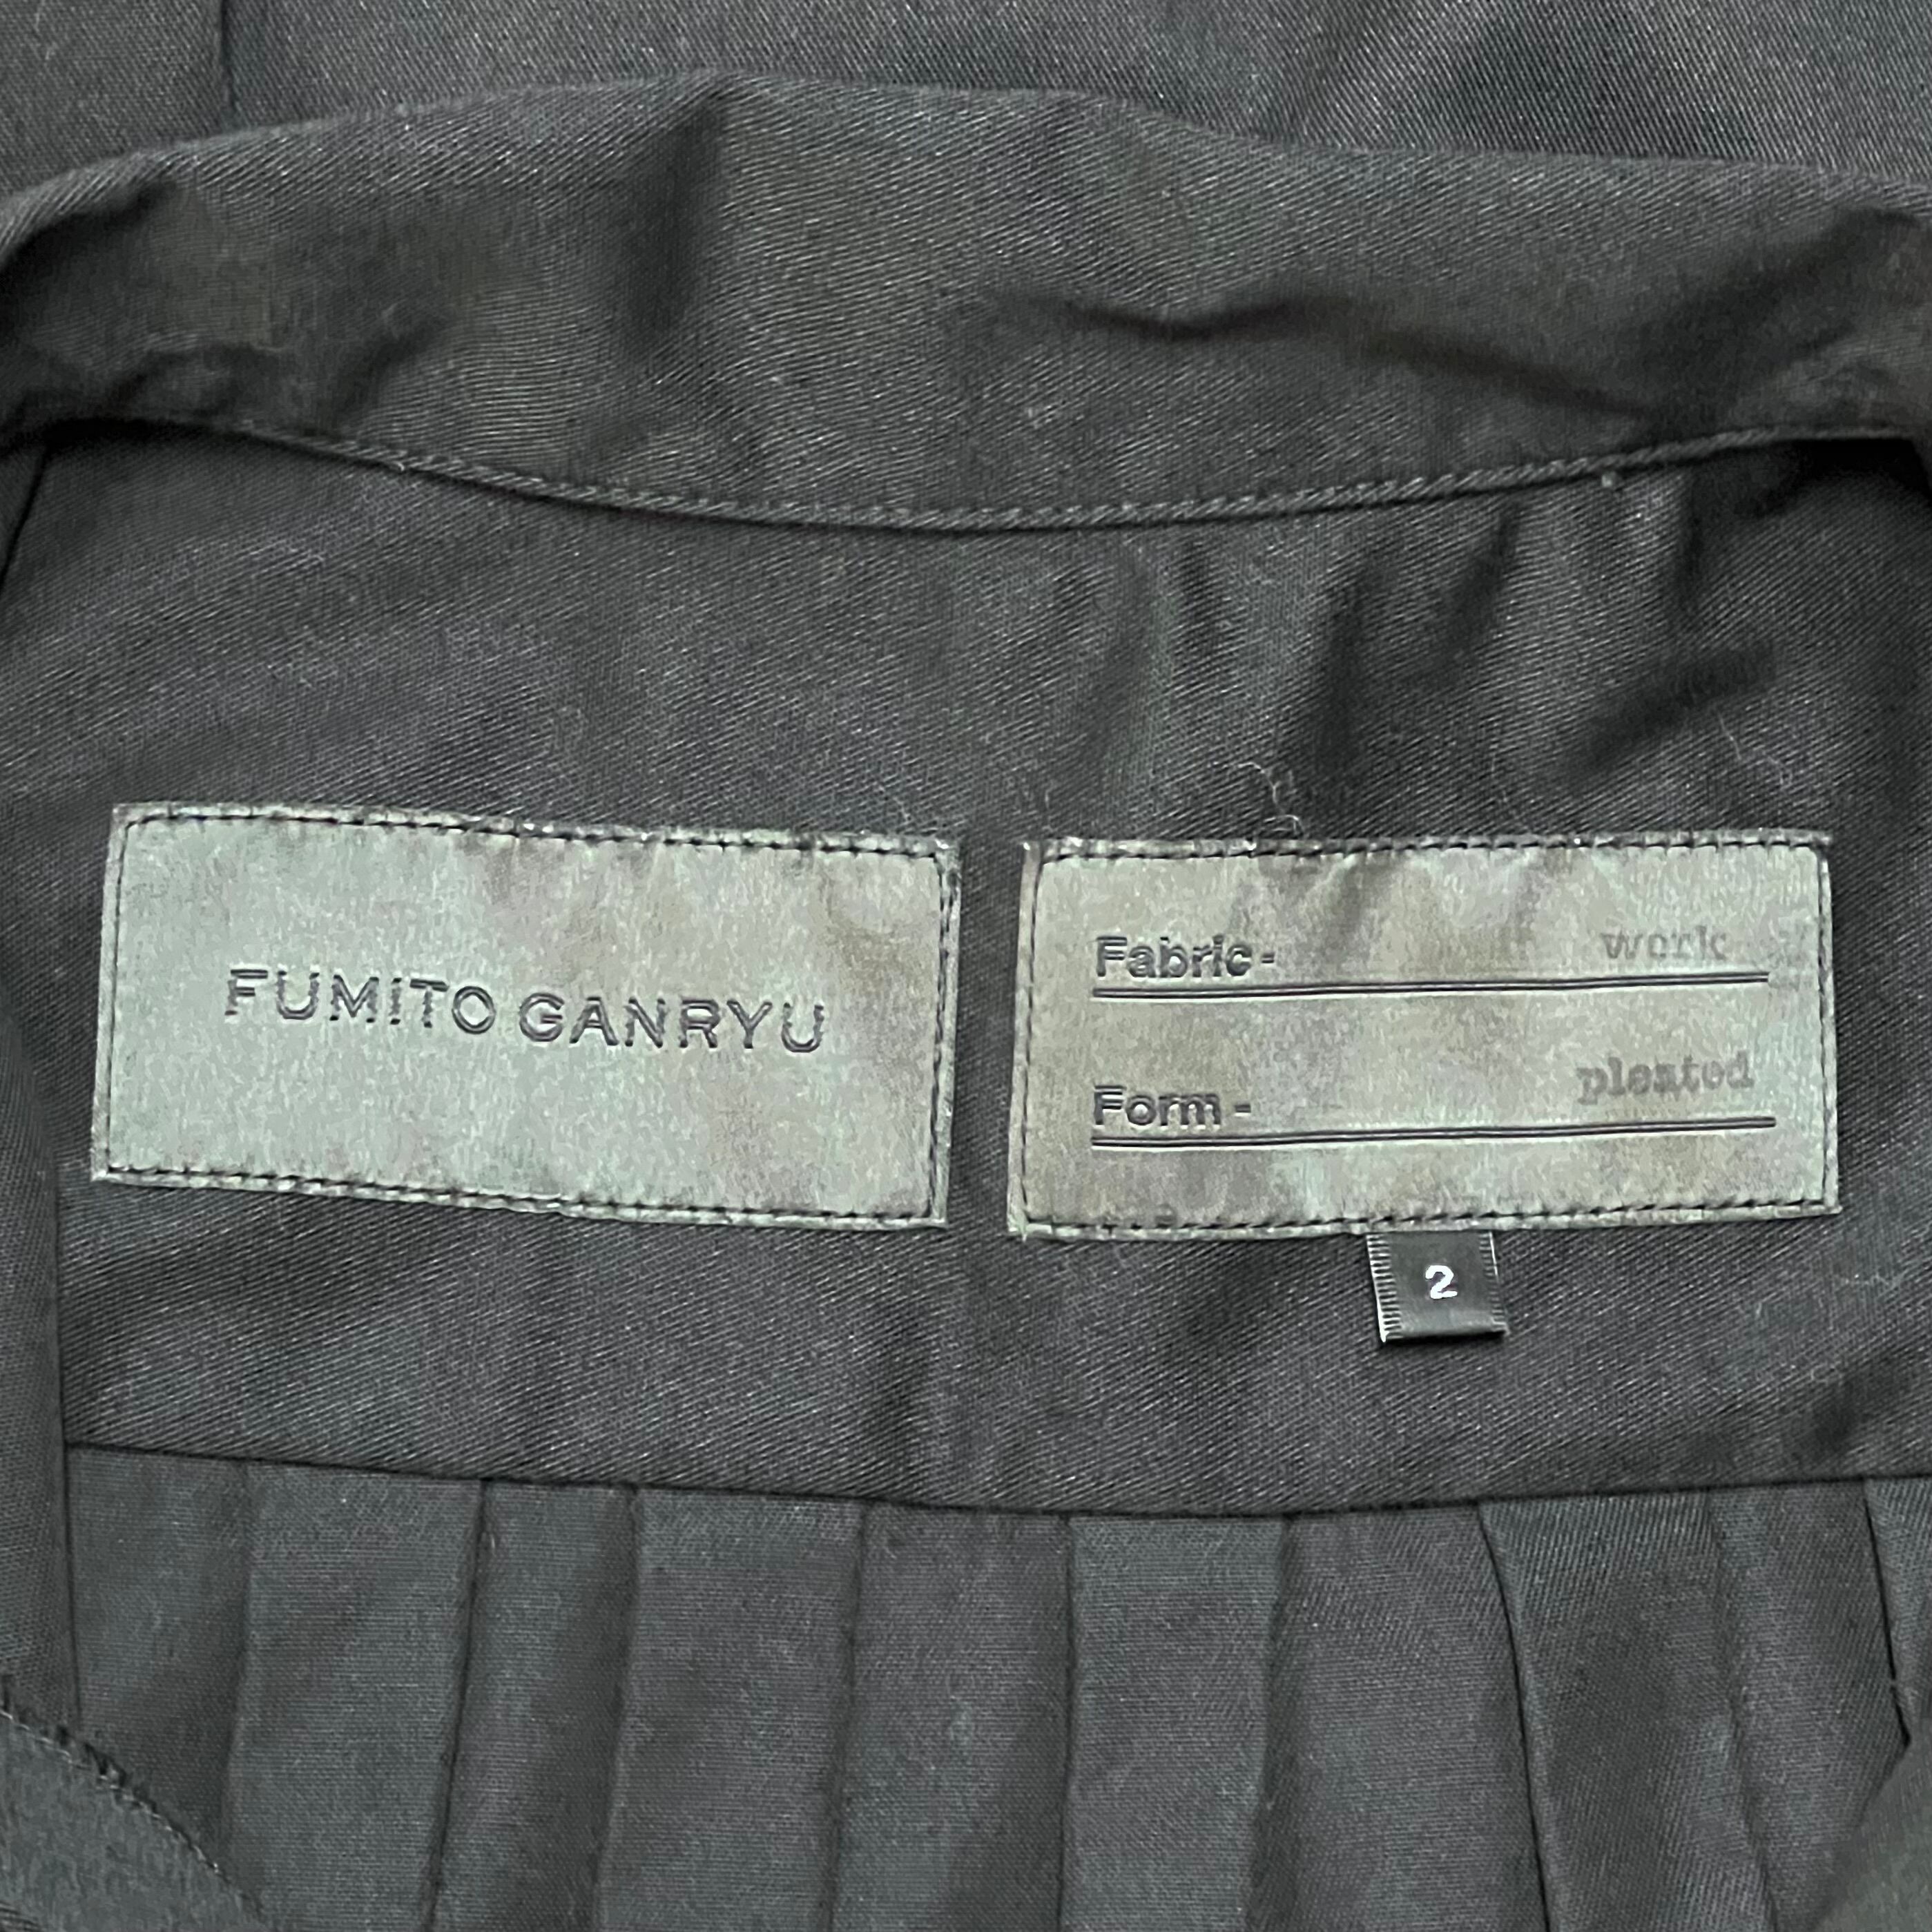 FUMITO GANRYU
Fabric- work
Form - pleated
2